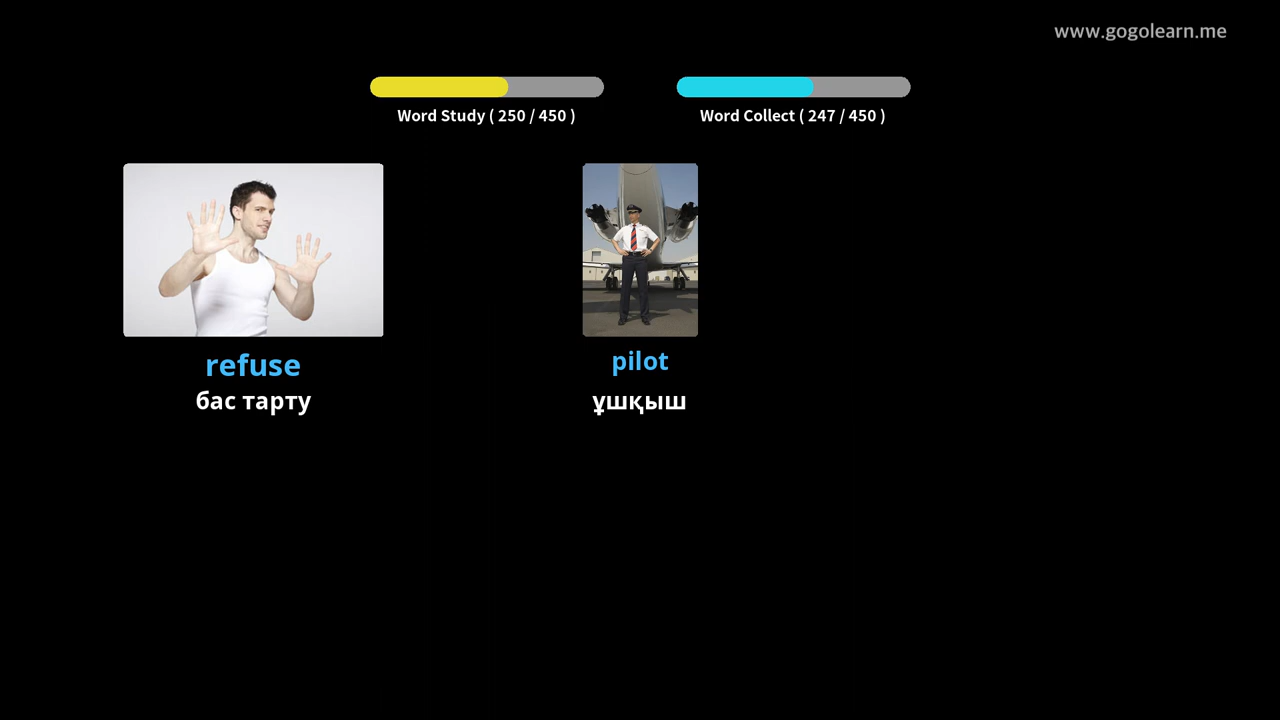 www.gogolearn.me
Word Study ( 250 / 450 )
Word Collect ( 247 / 450 )
refuse
бас тарту
pilot
ұшқыш